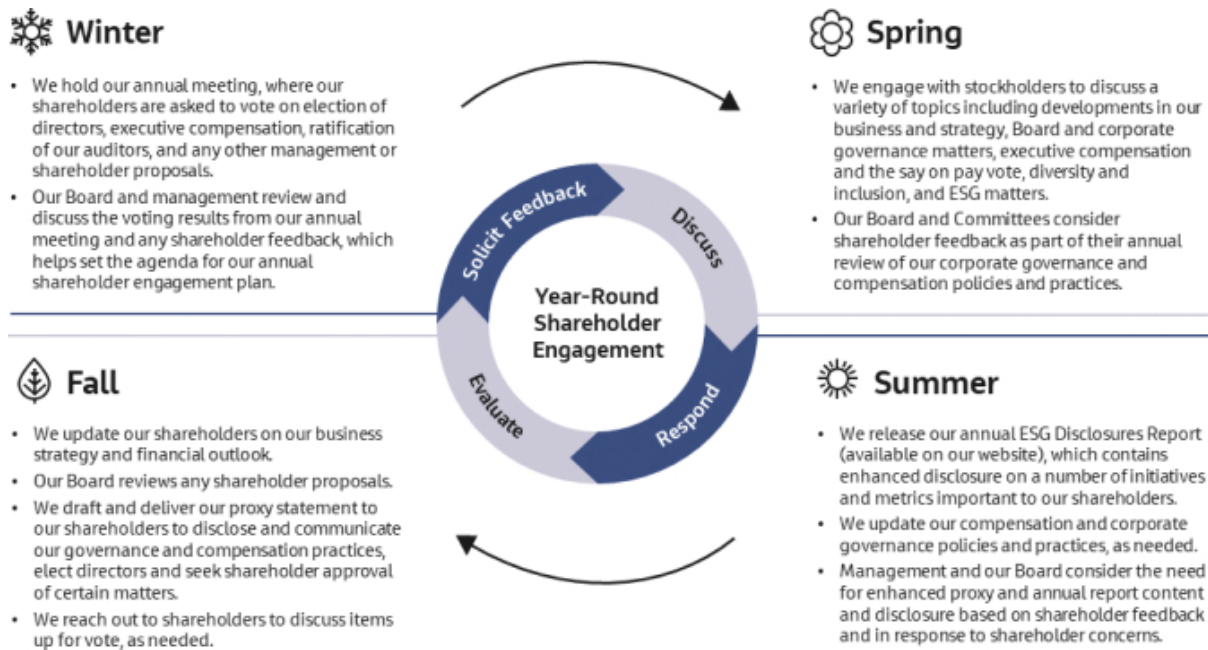 Winter
• We hold our annual meeting, where our
shareholders are asked to vote on election of
directors, executive compensation, ratification
of our auditors, and any other management or
shareholder proposals.
• Our Board and management review and
discuss the voting results from our annual
meeting and any shareholder feedback, which
helps set the agenda for our annual
shareholder engagement plan.
Spring
• We engage with stockholders to discuss a
variety of topics including developments in our
business and strategy, Board and corporate
governance matters, executive compensation
and the say on pay vote, diversity and
inclusion, and ESG matters.
• Our Board and Committees consider
shareholder feedback as part of their annual
review of our corporate governance and
compensation policies and practices.
Solicit Feedback
Discuss
Year-Round
Shareholder
Engagement
Evaluate
Respond
Fall
• We update our shareholders on our business
strategy and financial outlook.
• Our Board reviews any shareholder proposals.
• We draft and deliver our proxy statement to
our shareholders to disclose and communicate
our governance and compensation practices,
elect directors and seek shareholder approval
of certain matters.
• We reach out to shareholders to discuss items
up for vote, as needed.
Summer
• We release our annual ESG Disclosures Report
(available on our website), which contains
enhanced disclosure on a number of initiatives
and metrics important to our shareholders.
• We update our compensation and corporate
governance policies and practices, as needed.
• Management and our Board consider the need
for enhanced proxy and annual report content
and disclosure based on shareholder feedback
and in response to shareholder concerns.